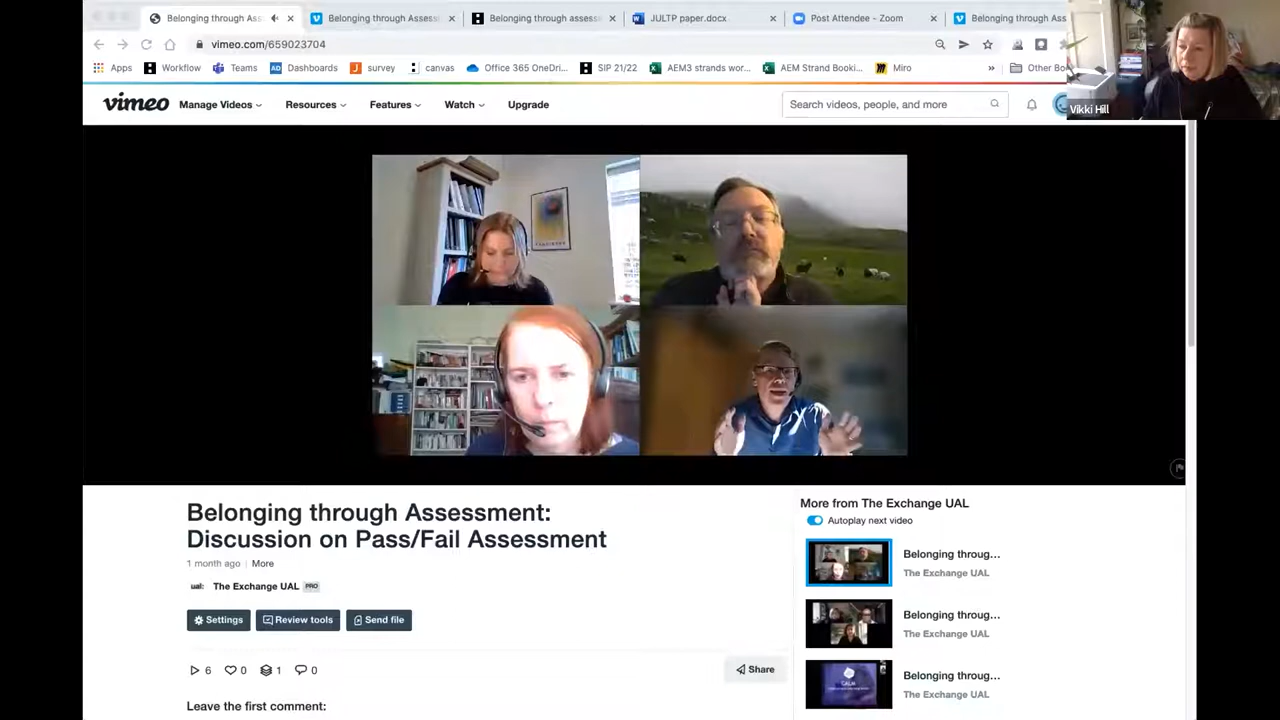 Belonging through Ass
Belonging through Assess
Belonging through assess
JULTP paper.docx
Post Attendee - Zoom
Belonging through Ass
vimeo.com/659023704
Apps
Workflow
Teams
Dashboards
survey
canvas
Office 365 OneDri...
SIP 21/22
AEM3 strands wor...
AEM Strand Booki...
Miro
»
Other Bo
Vikki Hill
vimeo
Manage Videos
Resources
Features
Watch
Upgrade
Search videos, people, and more
Belonging through Assessment:
Discussion on Pass/Fail Assessment
1 month ago | More
ual: The Exchange UAL PRO
Settings
Review tools
Send file
6 0 1 0
Share
Leave the first comment:
More from The Exchange UAL
Autoplay next video
Belonging throug...
The Exchange UAL
Belonging throug...
The Exchange UAL
CALM
Belonging throug...
The Exchange UAL